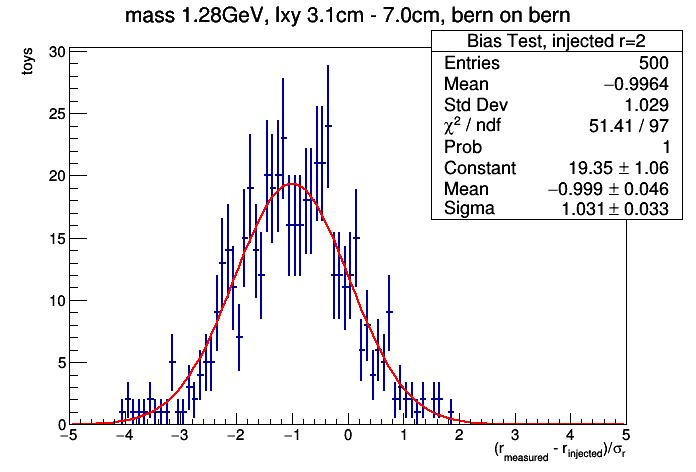 mass 1.28GeV, lxy 3.1cm - 7.0cm, bern on bern
Bias Test, injected r=2
Entries 500
Mean −0.9964
Std Dev 1.029
χ² / ndf 51.41 / 97
Prob 1
Constant 19.35 ± 1.06
Mean −0.999 ± 0.046
Sigma 1.031 ± 0.033
toys
30
25
20
15
10
5
0
−5 −4 −3 −2 −1 0 1 2 3 4 5
(r_measured - r_injected)/σ_r